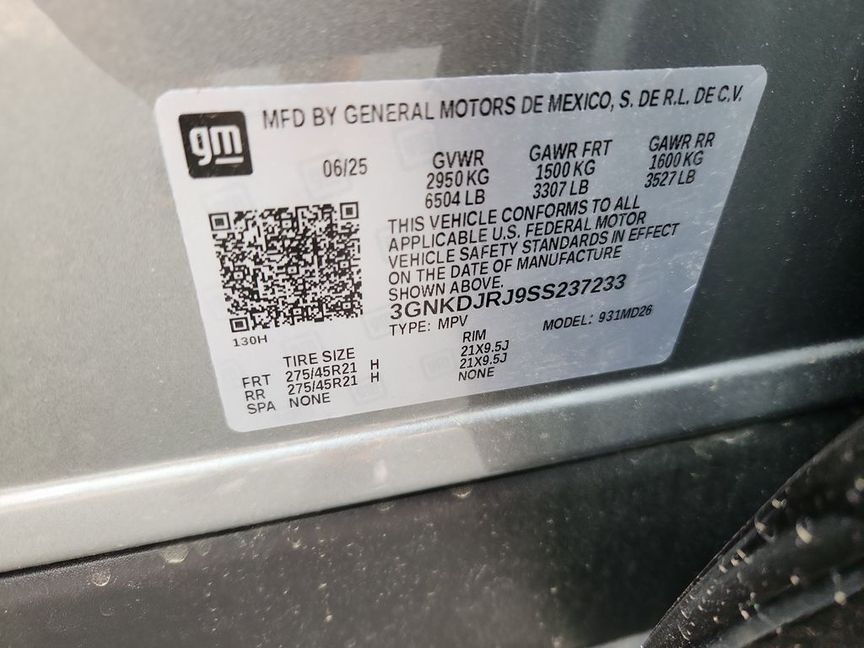 gm
MFD BY GENERAL MOTORS DE MEXICO, S. DE R.L. DE C.V.
06/25
GVWR GAWR FRT GAWR RR
2950 KG 1500 KG 1600 KG
6504 LB 3307 LB 3527 LB
THIS VEHICLE CONFORMS TO ALL
APPLICABLE U.S. FEDERAL MOTOR
VEHICLE SAFETY STANDARDS IN EFFECT
ON THE DATE OF MANUFACTURE
SHOWN ABOVE.
3GNKDJRJ9SS237233
TYPE: MPV MODEL: 931MD26
130H
TIRE SIZE RIM
FRT 275/45R21 H 21X9.5J
RR 275/45R21 H 21X9.5J
SPA NONE NONE